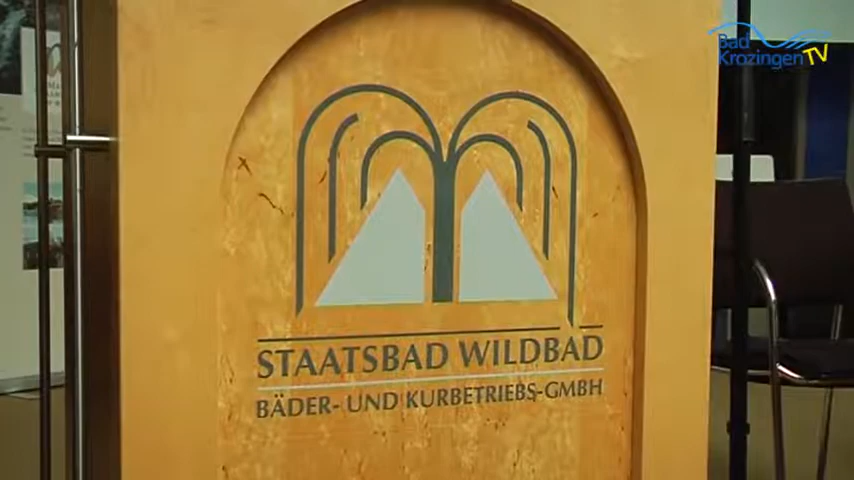 Bad
Krozingen TV
STAATSBAD WILDBAD
BÄDER- UND KURBETRIEBS-GMBH